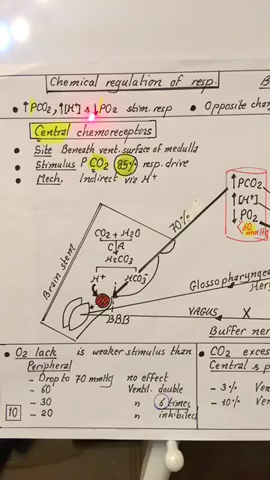 Chemical regulation of resp.
• ↑PCO2, ↑[H+] & ↓PO2 stim. resp • Opposite chan
Central chemoreceptors
• Site Beneath vent. surface of medulla
• Stimulus PCO2 85% resp. drive
• Mech. Indirect via H+
↑PCO2
↑[H+]
↓PO2
60 mmHg
70%
CO2 + H2O
C A
H2CO3
H+ HCO3-
Brain stem
BBB
Glossopharyngea
VAGUS X
Buffer ner
• O2 lack is weaker stimulus than • CO2 exces
Peripheral Central &
- Drop to 70 mmHg no effect - 3% Ven
- 60 Ventil. double - 10% Ven
- 30 " 6 times
10 - 20 " inhibited